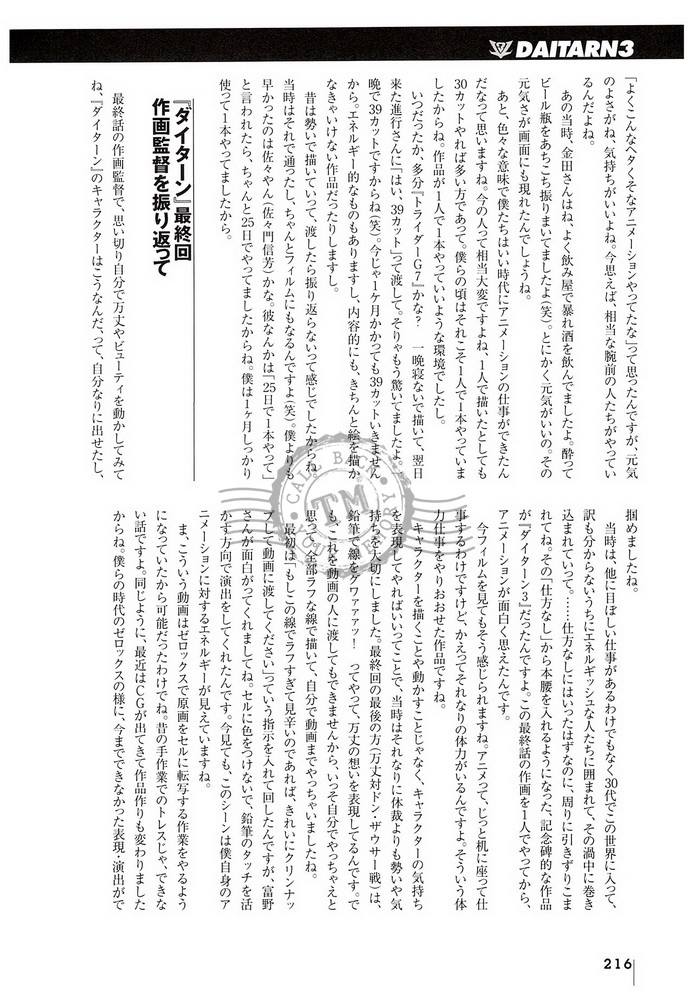 DAITARN3
「よくこんなヘタくそなアニメーションやってたな」って思ったんですが、元気
のよさがね、気持ちがいいよね。今思えば、相当な腕前の人たちがやってい
るんだよね。
あの当時、金田さんはね、よく飲み屋で暴れ酒を飲んでましたよ。酔って
ビール瓶をあちこち振りまいてましたよ(笑)。とにかく元気がいいの。その
元気さが画面にも現れたんでしょうね。
あと、色々な意味で僕たちはいい時代にアニメーションの仕事ができたん
だなって思いますね。今の人って相当大変ですよね、1人で描いたとしても
30カットやれば多い方であって。僕らの頃はそれこそ1人で1本やっていま
したからね。作品が1人で1本やっていいような環境でしたし。
いつだったか、多分『トライダーG7』かな? 一晩寝ないで描いて、翌日
来た進行さんに「はい、39カット」って渡して。そりゃもう驚いてましたよ。一
晩で39カットですからね(笑)。今じゃ1ヶ月かかっても39カットいきません
から。エネルギー的なものもありますし、内容的にも、きちんと絵を描か
なきゃいけない作品だったりしますし。
昔は勢いで描いていって、渡したら振り返らないって感じでしたからね。
当時はそれで通ったし、ちゃんとフィルムにもなるんですよ(笑)。僕よりも
早かったのは佐々やん(佐々門信芳)かな。彼なんかは「25日で1本やって」
と言われたら、ちゃんと25日でやってましたからね。僕は1ヶ月しっかり
使って1本やってましたから。
『ダイターン』最終回
作画監督を振り返って
最終話の作画監督で、思い切り自分で万丈やビューティを動かしてみて
ね、『ダイターン』のキャラクターはこうなんだ、って、自分なりに出せたし、
掴めましたね。
当時は、他に目ぼしい仕事があるわけでもなく30代でこの世界に入って、
訳も分からないうちにエネルギッシュな人たちに囲まれて、その渦中に巻き
込まれていって。……仕方なしにはいったはずなのに、周りに引きずりこま
れてね。その「仕方なし」から本腰を入れるようになった、記念碑的な作品
が『ダイターン3』だったんですよ。この最終話の作画を1人でやってから、
アニメーションが面白く思えたんです。
今フィルムを見てもそう感じられますね。アニメって、じっと机に座って仕
事するわけですけど、かえってそれなりの体力がいるんですよ。そういう体
力仕事をやりおおせた作品ですね。
キャラクターを描くことや動かすことじゃなく、キャラクターの気持ち
を表現してやればいいってことで、当時はそれなりに体裁よりも勢いや気
持ちを大切にしました。最終回の最後の方(万丈対ドン・ザウサー戦)は、
鉛筆で線をグワァァァッ! ってやって、万丈の想いを表現してるんです。で
も、これを動画の人に渡してもできませんから、いっそ自分でやっちゃえと
思って、全部ラフな線で描いて、自分で動画までやっちゃいましたね。
最初は「もしこの線でラフすぎて見辛いのであれば、きれいにクリンナッ
プして動画に渡してください」っていう指示を入れて回したんですが、富野
さんが面白がってくれましてね。セルに色をつけないで、鉛筆のタッチを活
かす方向で演出をしてくれたんです。今見ても、このシーンは僕自身のア
ニメーションに対するエネルギーが見えていますね。
ま、こういう動画はゼロックスで原画をセルに転写する作業をやるよう
になっていたから可能だったわけでね。昔の手作業でのトレスじゃ、できな
い話ですよ。同じように、最近はCGが出てきて作品作りも変わりました
からね。僕らの時代のゼロックスの様に、今までできなかった表現・演出がで
216
TM